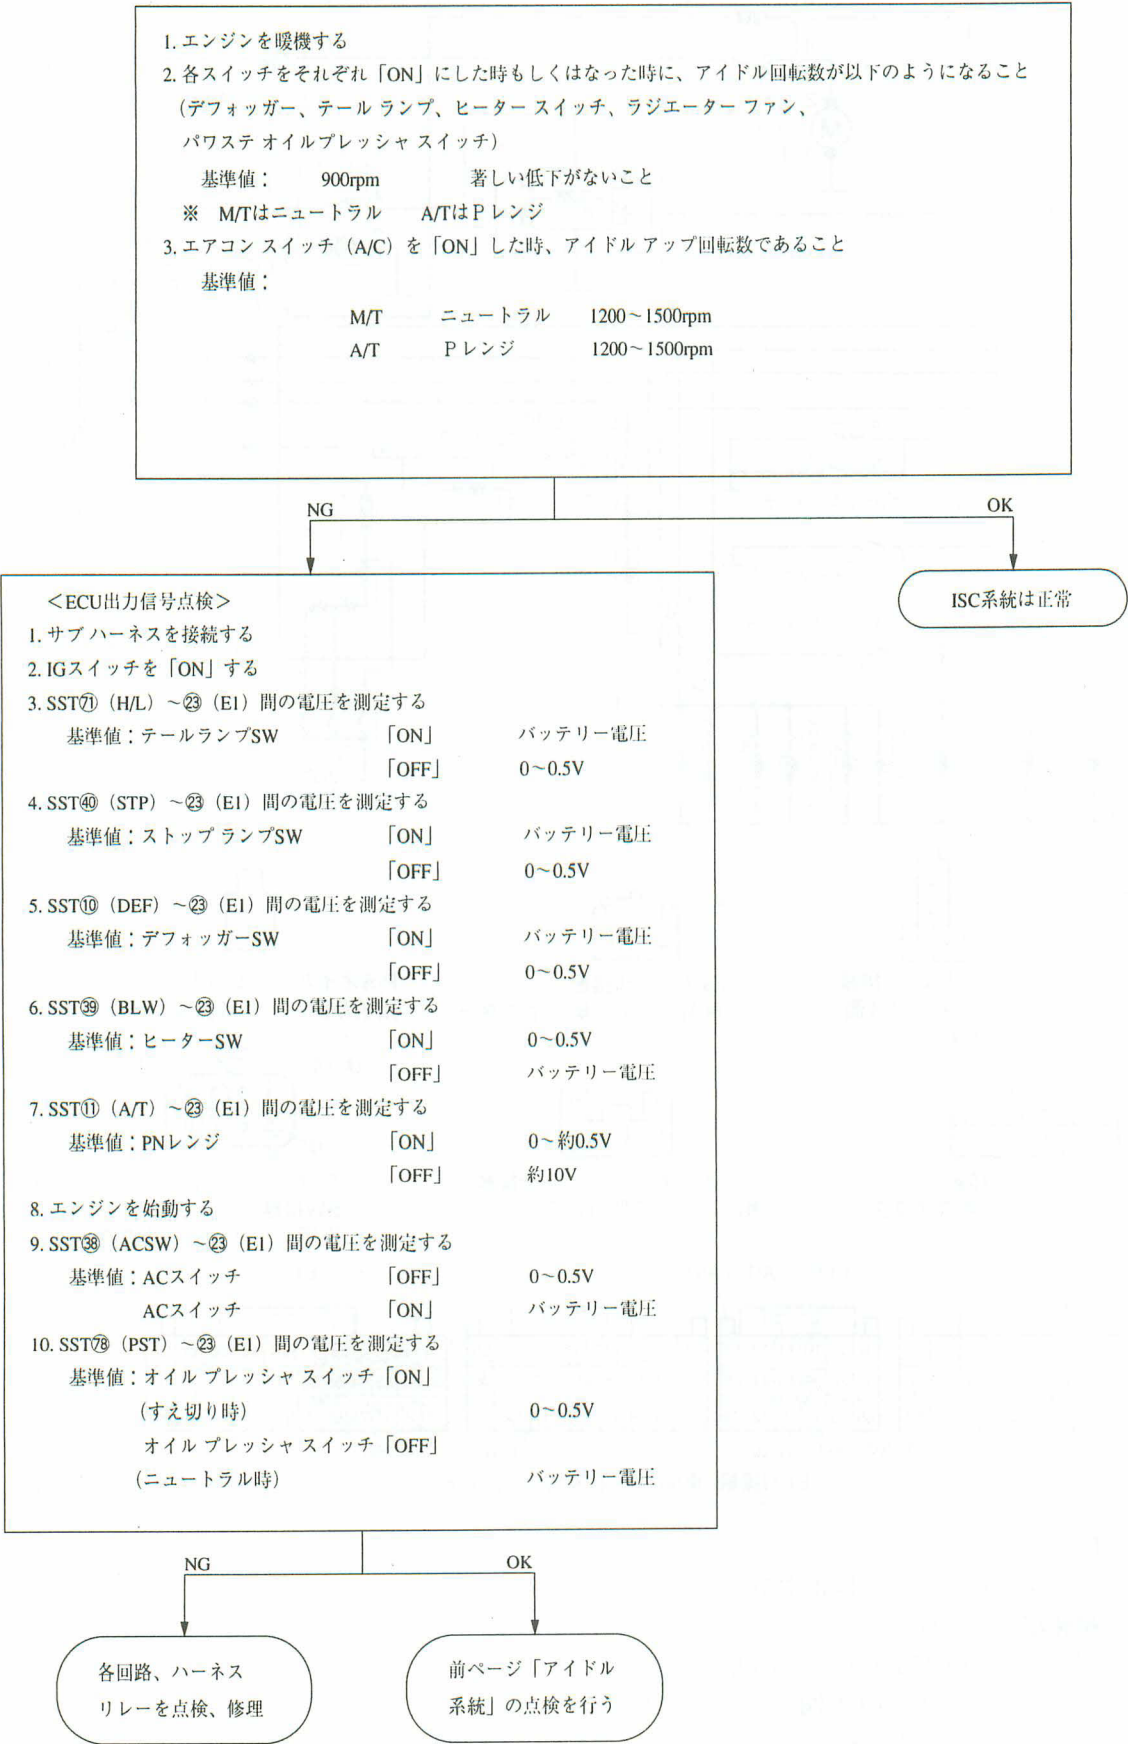 1. エンジンを暖機する
2. 各スイッチをそれぞれ「ON」にした時もしくはなった時に、アイドル回転数が以下のようになること
（デフォッガー、テール ランプ、ヒーター スイッチ、ラジエーター ファン、
パワステ オイルプレッシャ スイッチ）
基準値： 900rpm 著しい低下がないこと
※ M/Tはニュートラル A/TはＰレンジ
3. エアコン スイッチ（A/C）を「ON」した時、アイドル アップ回転数であること
基準値：
M/T ニュートラル 1200～1500rpm
A/T Ｐレンジ 1200～1500rpm
NG
OK
＜ECU出力信号点検＞
ISC系統は正常
1. サブ ハーネスを接続する
2. IGスイッチを「ON」する
3. SST㉛（H/L）～㉓（E1）間の電圧を測定する
基準値：テールランプSW 「ON」 バッテリー電圧
「OFF」 0～0.5V
4. SST㊵（STP）～㉓（E1）間の電圧を測定する
基準値：ストップ ランプSW 「ON」 バッテリー電圧
「OFF」 0～0.5V
5. SST⑩（DEF）～㉓（E1）間の電圧を測定する
基準値：デフォッガーSW 「ON」 バッテリー電圧
「OFF」 0～0.5V
6. SST㊴（BLW）～㉓（E1）間の電圧を測定する
基準値：ヒーターSW 「ON」 0～0.5V
「OFF」 バッテリー電圧
7. SST⑪（A/T）～㉓（E1）間の電圧を測定する
基準値：PNレンジ 「ON」 0～約0.5V
「OFF」 約10V
8. エンジンを始動する
9. SST㊳（ACSW）～㉓（E1）間の電圧を測定する
基準値：ACスイッチ 「OFF」 0～0.5V
ACスイッチ 「ON」 バッテリー電圧
10. SST78（PST）～㉓（E1）間の電圧を測定する
基準値：オイル プレッシャ スイッチ「ON」
（すえ切り時） 0～0.5V
オイル プレッシャ スイッチ「OFF」
（ニュートラル時） バッテリー電圧
NG
OK
各回路、ハーネス
リレーを点検、修理
前ページ「アイドル
系統」の点検を行う